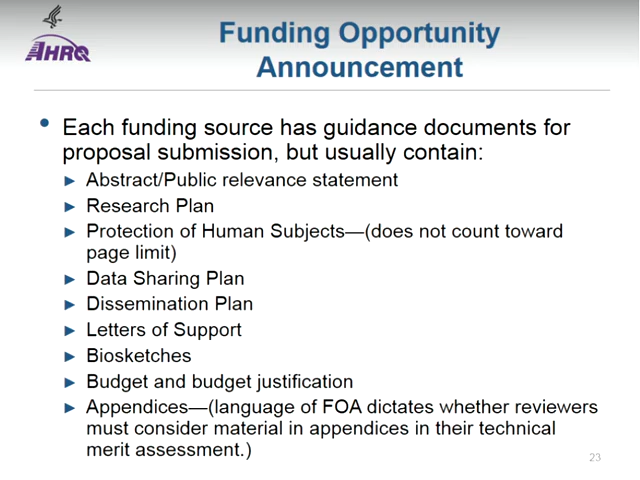 AHRQ
Funding Opportunity
Announcement
• Each funding source has guidance documents for
proposal submission, but usually contain:
► Abstract/Public relevance statement
► Research Plan
► Protection of Human Subjects—(does not count toward
page limit)
► Data Sharing Plan
► Dissemination Plan
► Letters of Support
► Biosketches
► Budget and budget justification
► Appendices—(language of FOA dictates whether reviewers
must consider material in appendices in their technical
merit assessment.)
23